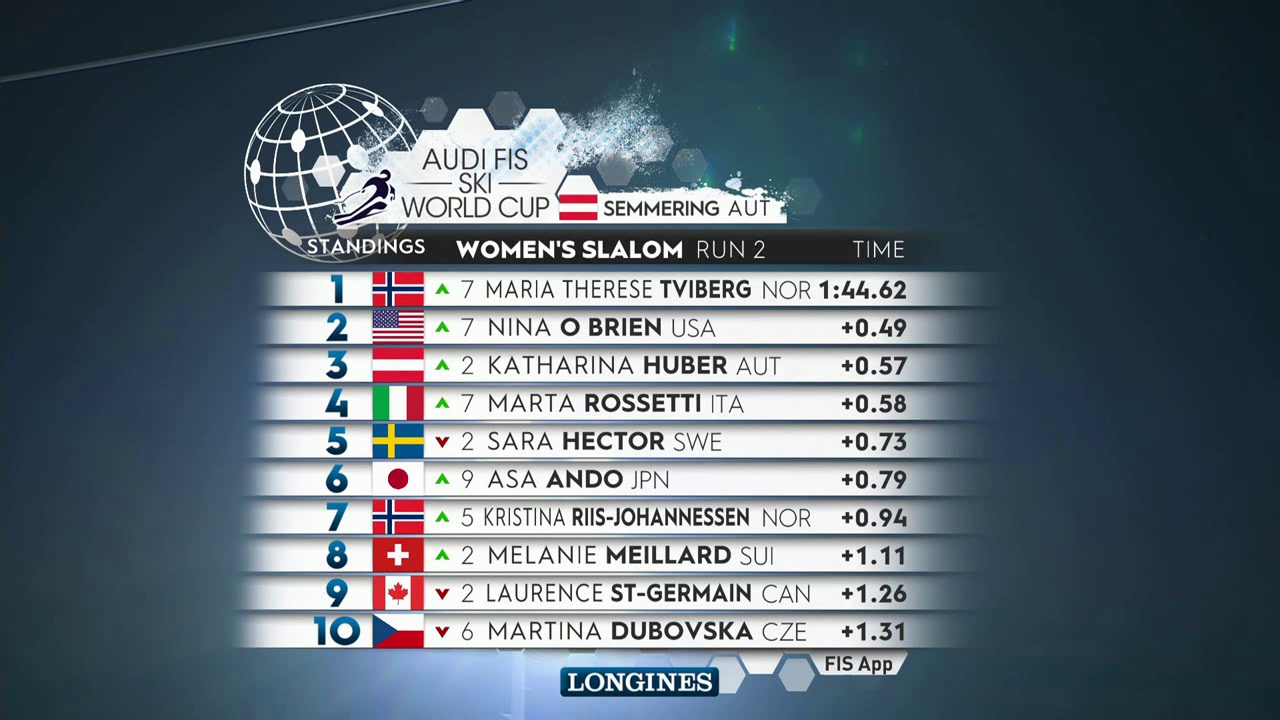 AUDI FIS
SKI
WORLD CUP
SEMMERING AUT
STANDINGS WOMEN'S SLALOM RUN 2 TIME
1 7 MARIA THERESE TVIBERG NOR 1:44.62
2 7 NINA O BRIEN USA +0.49
3 2 KATHARINA HUBER AUT +0.57
4 7 MARTA ROSSETTI ITA +0.58
5 2 SARA HECTOR SWE +0.73
6 9 ASA ANDO JPN +0.79
7 5 KRISTINA RIIS-JOHANNESSEN NOR +0.94
8 2 MELANIE MEILLARD SUI +1.11
9 2 LAURENCE ST-GERMAIN CAN +1.26
10 6 MARTINA DUBOVSKA CZE +1.31
FIS App
LONGINES